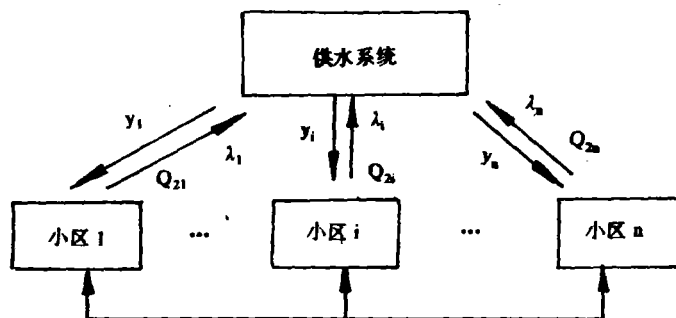 供水系统
y₁ λ₁ Q₂₁
yᵢ λᵢ Q₂ᵢ
yₙ λₙ Q₂ₙ
小区 1 ··· 小区 i ··· 小区 n